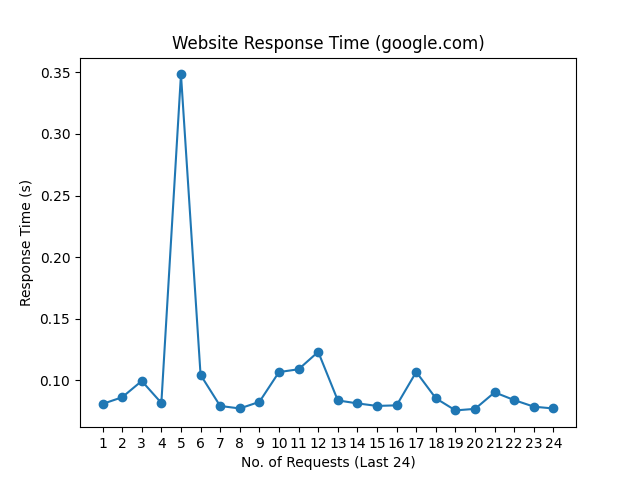 Website Response Time (google.com)
0.35
0.30
0.25
0.20
0.15
0.10
Response Time (s)
1 2 3 4 5 6 7 8 9 10 11 12 13 14 15 16 17 18 19 20 21 22 23 24
No. of Requests (Last 24)